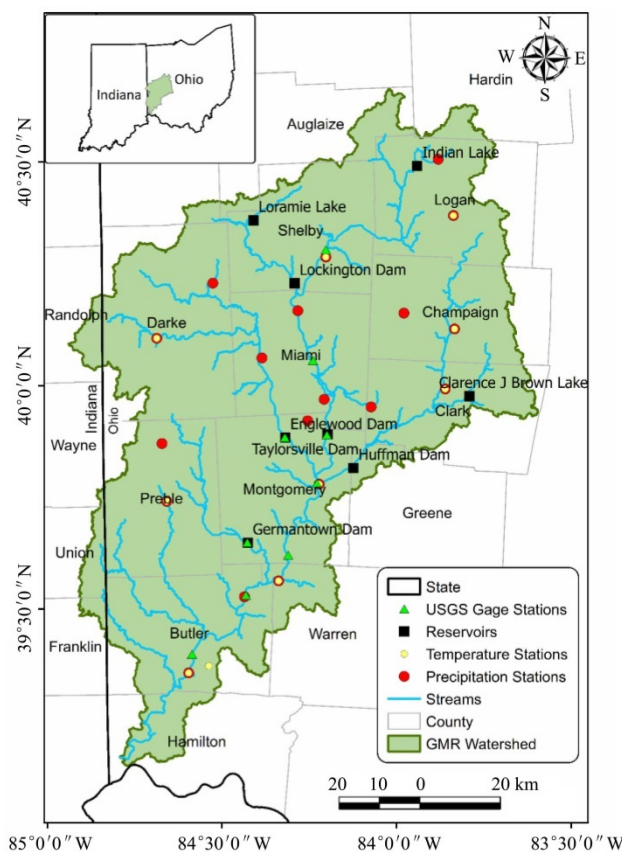 N
W E
S
Ohio
Indiana
Hardin
Auglaize
Indian Lake
40°30′0″ N
Loramie Lake
Logan
Shelby
Lockington Dam
Randolph
Darke
Champaign
Miami
40°0′0″ N
Clarence J Brown Lake
Indiana
Ohio
Clark
Englewood Dam
Wayne
Taylorsville Dam
Huffman Dam
Montgomery
Preble
Greene
Germantown Dam
Union
39°30′0″ N
Franklin
Butler
Warren
Hamilton
State
USGS Gage Stations
Reservoirs
Temperature Stations
Precipitation Stations
Streams
County
GMR Watershed
20 10 0 20 km
85°0′0″ W 84°30′0″ W 84°0′0″ W 83°30′0″ W